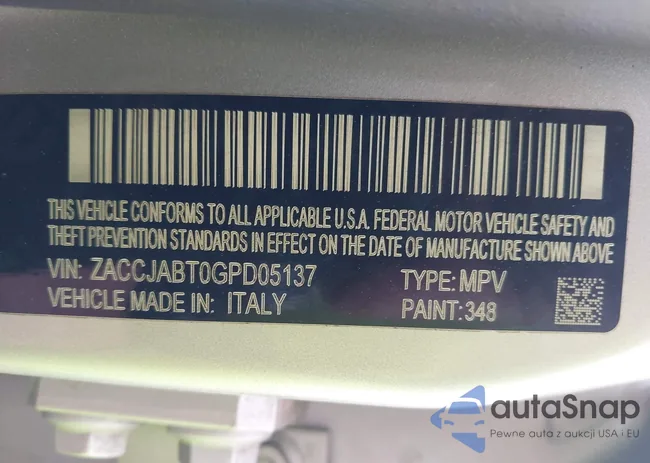 THIS VEHICLE CONFORMS TO ALL APPLICABLE U.S.A. FEDERAL MOTOR VEHICLE SAFETY AND
THEFT PREVENTION STANDARDS IN EFFECT ON THE DATE OF MANUFACTURE SHOWN ABOVE
VIN: ZACCJABT0GPD05137 TYPE: MPV
VEHICLE MADE IN: ITALY PAINT: 348
autaSnap
Pewne auta z aukcji USA i EU